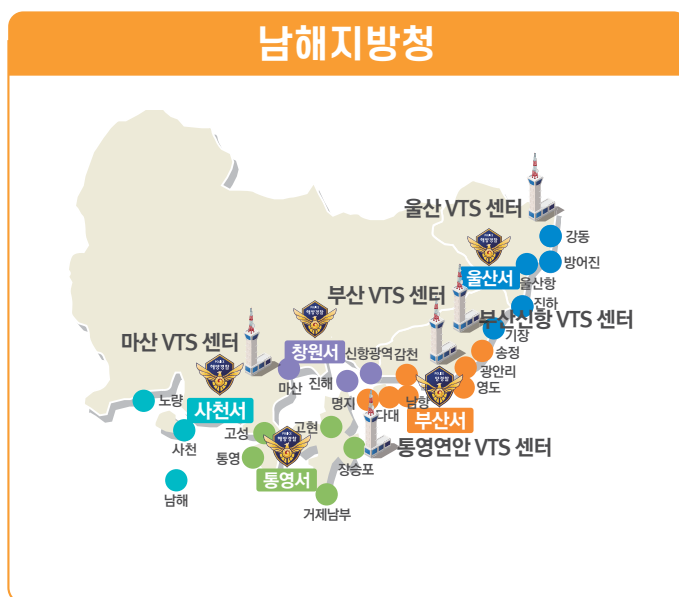 남해지방청
울산 VTS 센터
강동
방어진
울산서
울산항
부산 VTS 센터
진하
부산신항 VTS 센터
기장
마산 VTS 센터
창원서
신항광역
감천
송정
광안리
마산
진해
영도
노량
사천서
명지
다대
남항
부산서
사천
고성
고현
통영연안 VTS 센터
통영
장승포
통영서
남해
거제남부